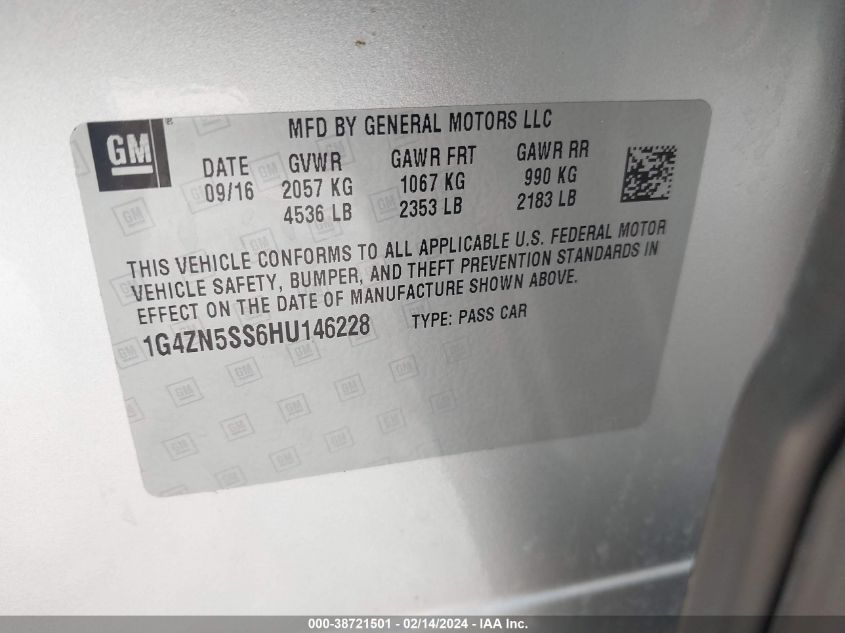 GM
MFD BY GENERAL MOTORS LLC
DATE GVWR GAWR FRT GAWR RR
09/16 2057 KG 1067 KG 990 KG
4536 LB 2353 LB 2183 LB
THIS VEHICLE CONFORMS TO ALL APPLICABLE U.S. FEDERAL MOTOR
VEHICLE SAFETY, BUMPER, AND THEFT PREVENTION STANDARDS IN
EFFECT ON THE DATE OF MANUFACTURE SHOWN ABOVE.
1G4ZN5SS6HU146228 TYPE: PASS CAR
000-38721501 - 02/14/2024 - IAA Inc.